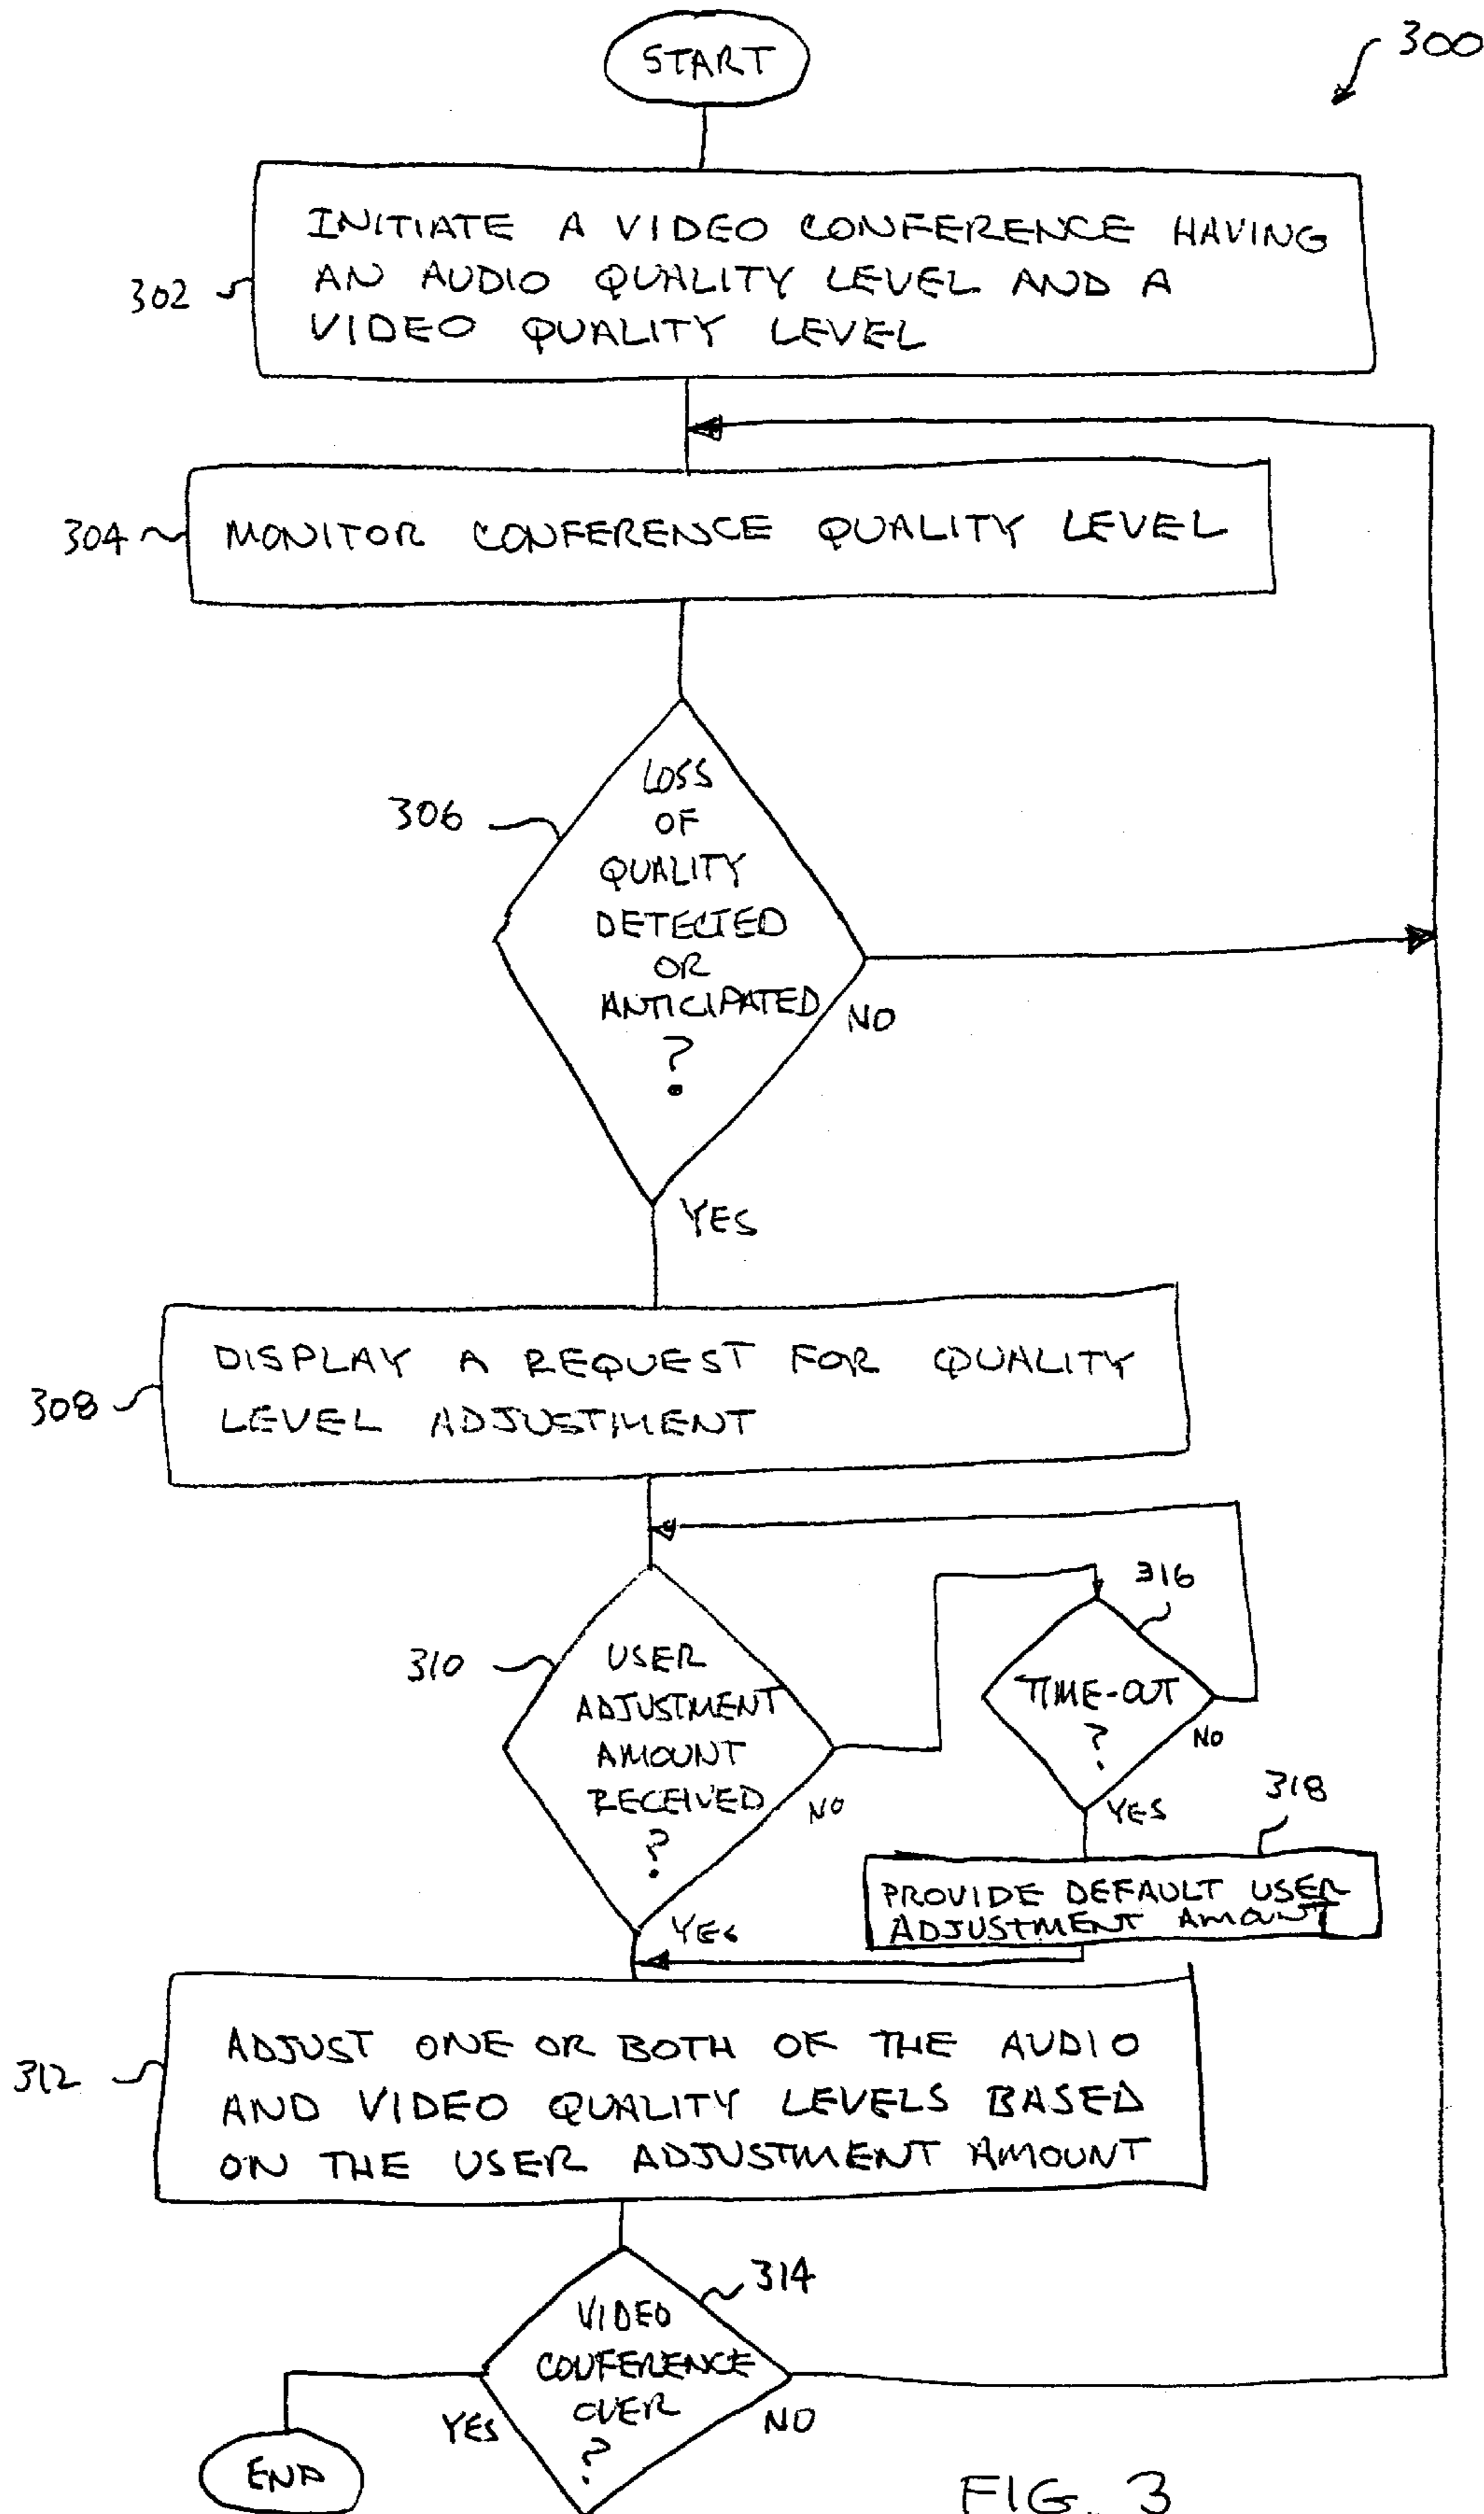 START
300
302
INITIATE A VIDEO CONFERENCE HAVING
AN AUDIO QUALITY LEVEL AND A
VIDEO QUALITY LEVEL
304
MONITOR CONFERENCE QUALITY LEVEL
306
LOSS
OF
QUALITY
DETECTED
OR
ANTICIPATED
?
NO
YES
308
DISPLAY A REQUEST FOR QUALITY
LEVEL ADJUSTMENT
310
USER
ADJUSTMENT
AMOUNT
RECEIVED
?
NO
YES
316
TIME-OUT
?
NO
YES
318
PROVIDE DEFAULT USER
ADJUSTMENT AMOUNT
312
ADJUST ONE OR BOTH OF THE AUDIO
AND VIDEO QUALITY LEVELS BASED
ON THE USER ADJUSTMENT AMOUNT
314
VIDEO
CONFERENCE
OVER
?
YES
NO
END
FIG. 3